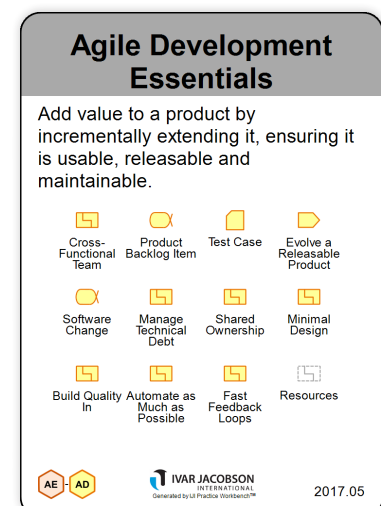 Agile Development
Essentials
Add value to a product by
incrementally extending it, ensuring it
is usable, releasable and
maintainable.
Cross-
Functional
Team
Product
Backlog Item
Test Case
Evolve a
Releasable
Product
Software
Change
Manage
Technical
Debt
Shared
Ownership
Minimal
Design
Build Quality
In
Automate as
Much as
Possible
Fast
Feedback
Loops
Resources
AE - AD
IVAR JACOBSON
INTERNATIONAL
Generated by IJI Practice Workbench™
2017.05